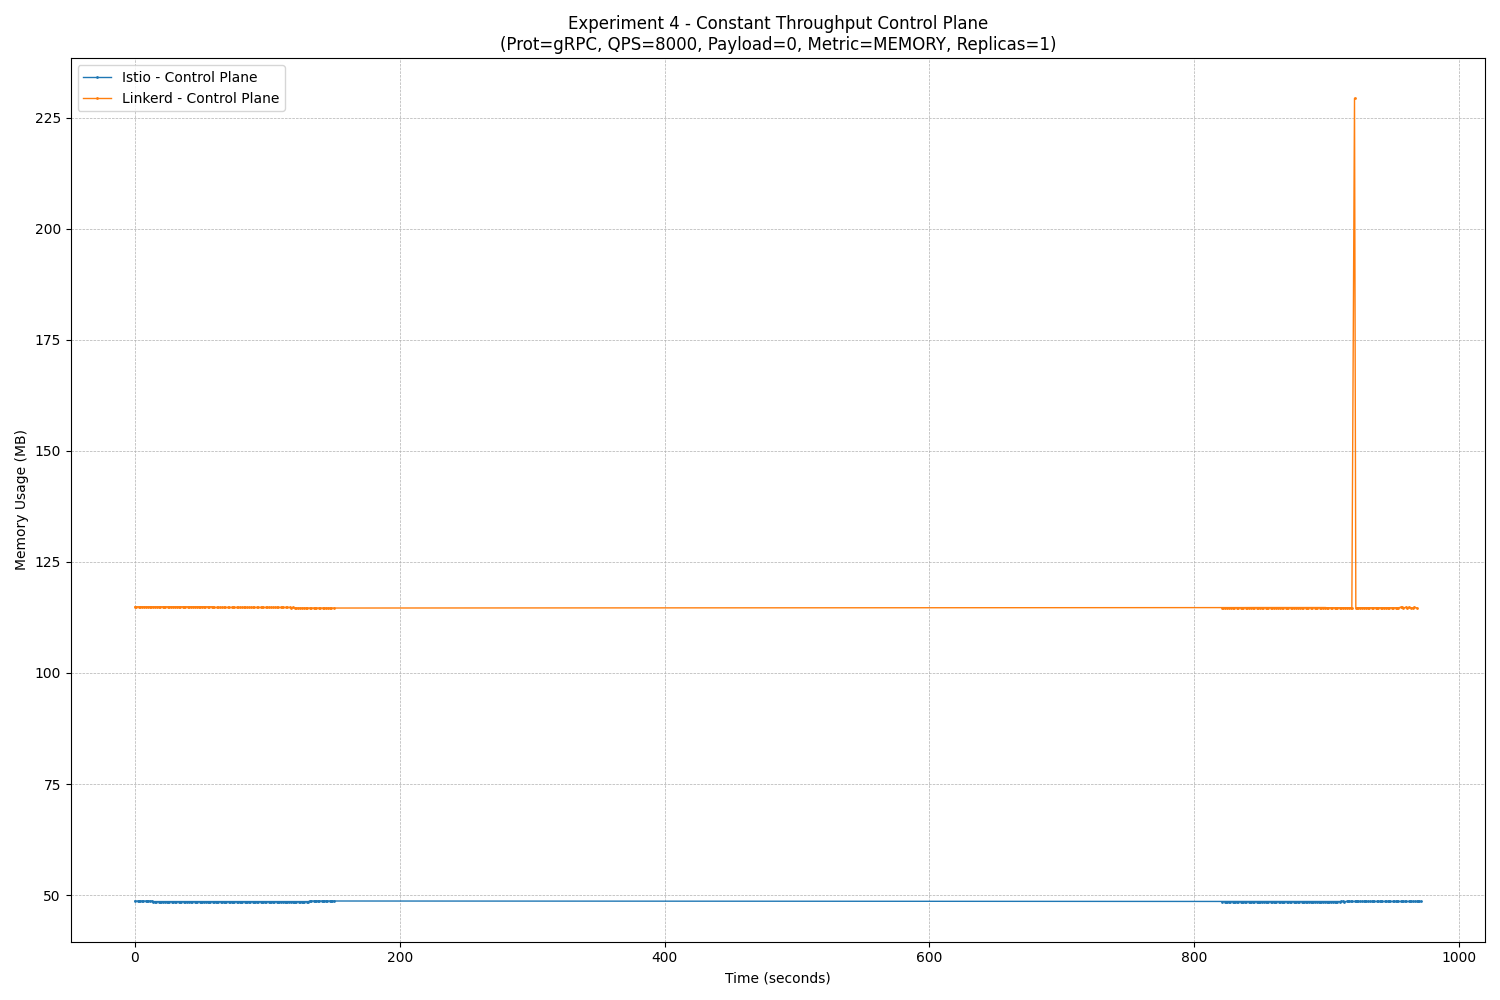 Experiment 4 - Constant Throughput Control Plane
(Prot=gRPC, QPS=8000, Payload=0, Metric=MEMORY, Replicas=1)
Istio - Control Plane
Linkerd - Control Plane
225
200
175
150
125
100
75
50
Memory Usage (MB)
0
200
400
600
800
1000
Time (seconds)